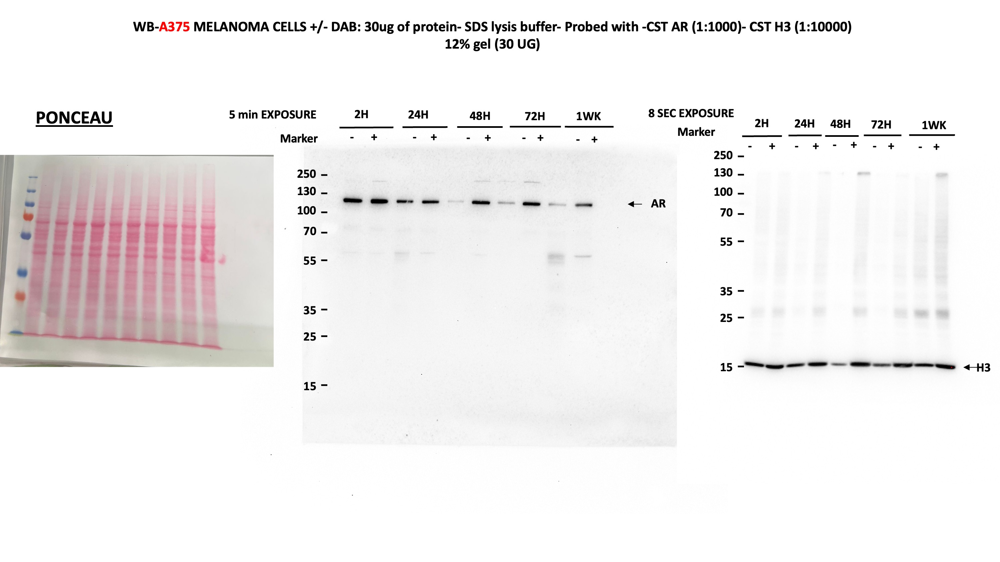 WB-A375 MELANOMA CELLS +/- DAB: 30ug of protein- SDS lysis buffer- Probed with -CST AR (1:1000)- CST H3 (1:10000)
12% gel (30 UG)
PONCEAU
5 min EXPOSURE
2H 24H 48H 72H 1WK
Marker
- + - + - + - + - +
250 –
130 –
100 –
70 –
55 –
35 –
25 –
15 –
← AR
8 SEC EXPOSURE
2H 24H 48H 72H 1WK
Marker
- + - + - + - + - +
250 –
130 –
100 –
70 –
55 –
35 –
25 –
15 –
←H3